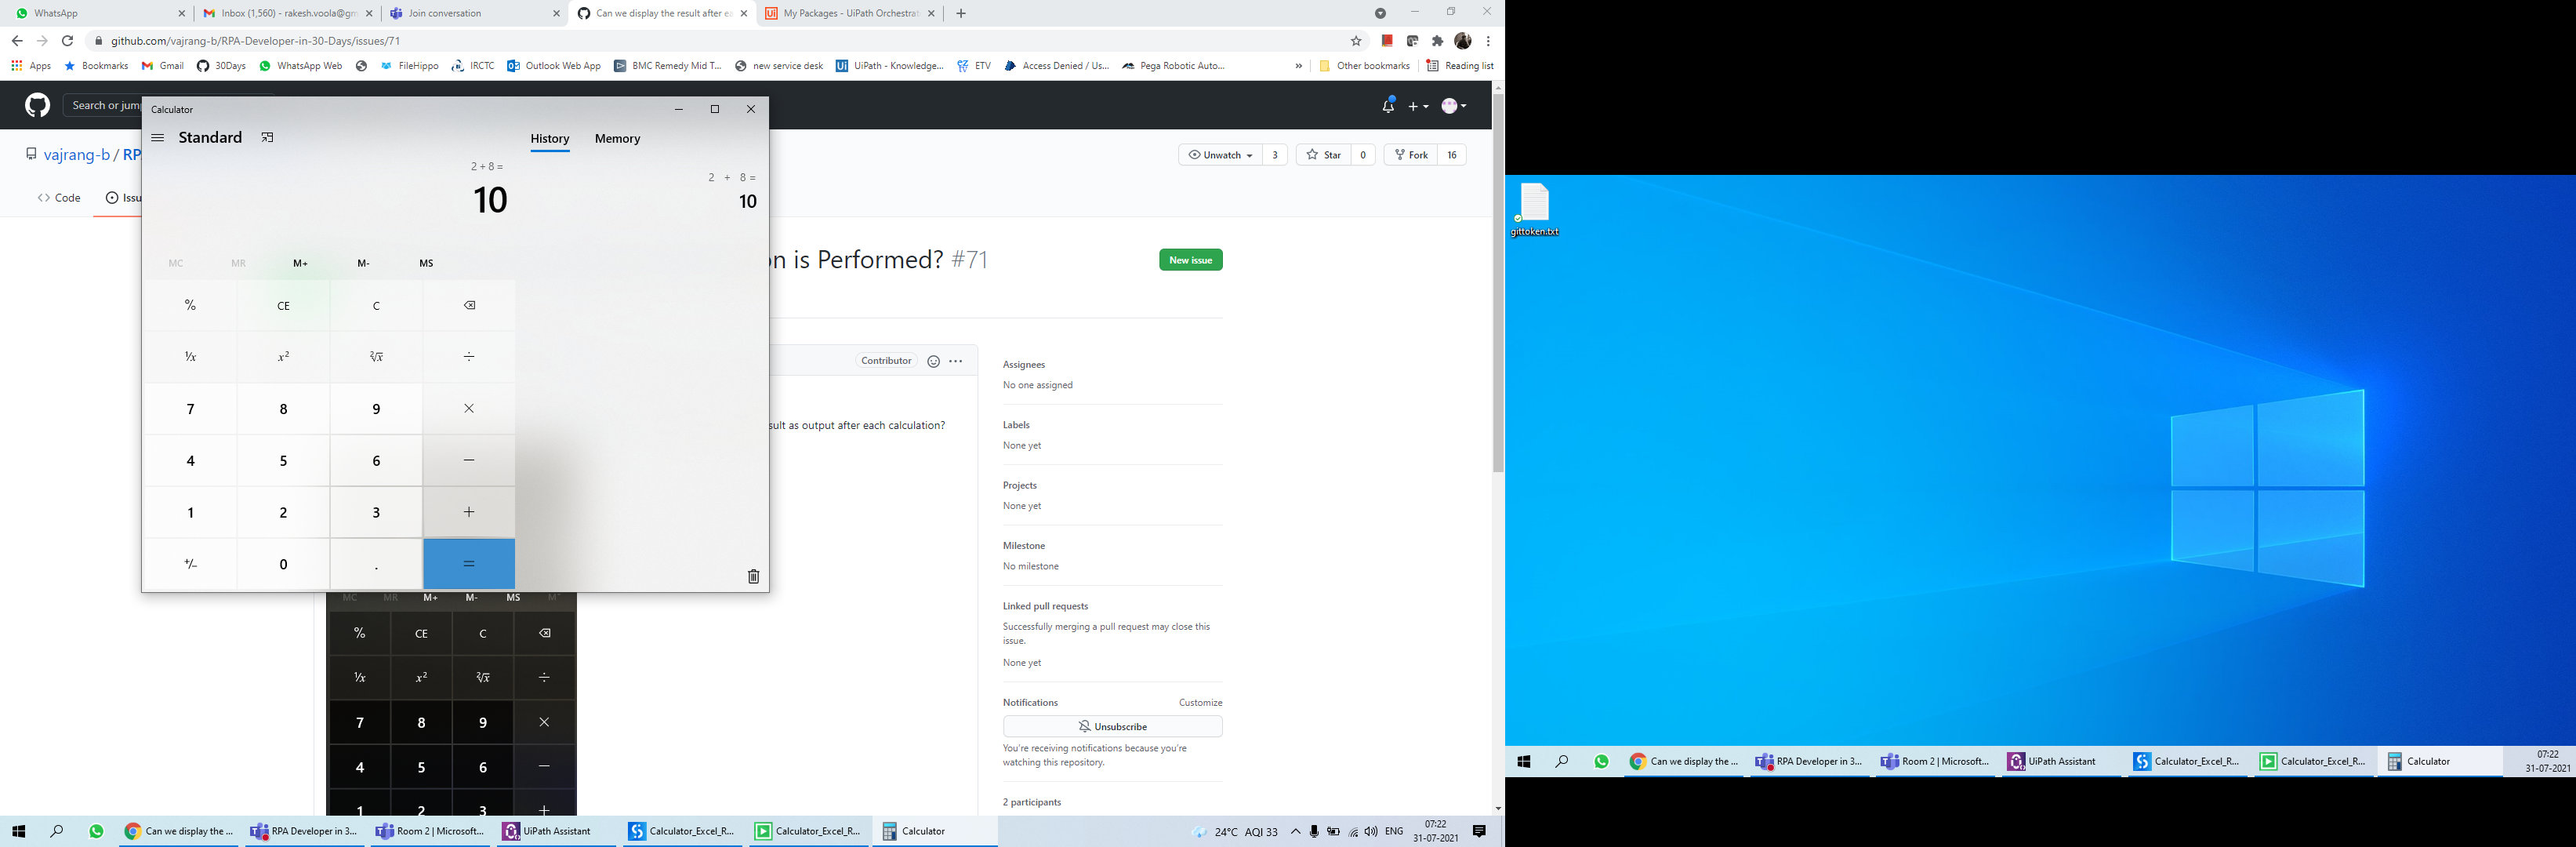 WhatsApp
Inbox (1,560) - rakesh.voola@gm
Join conversation
Can we display the result after ea
My Packages - UiPath Orchestrat
github.com/vajrang-b/RPA-Developer-in-30-Days/issues/71
Apps
Bookmarks
Gmail
30Days
WhatsApp Web
FileHippo
IRCTC
Outlook Web App
BMC Remedy Mid T...
new service desk
UiPath - Knowledge...
ETV
Access Denied / Us...
Pega Robotic Auto...
»
Other bookmarks
Reading list
Search or jum
vajrang-b / RP
Unwatch 3
Star 0
Fork 16
Code
Issu
Calculator
Standard
History
Memory
2 + 8 =
10
2 + 8 =
10
MC MR M+ M- MS
% CE C
⅟x x² ²√x ÷
7 8 9 ×
4 5 6 −
1 2 3 +
+/− 0 . =
n is Performed? #71
New issue
Contributor
sult as output after each calculation?
MC MR M+ M- MS
% CE C
⅟x x² ²√x ÷
7 8 9 ×
4 5 6 −
1 2 3 +
Assignees
No one assigned
Labels
None yet
Projects
None yet
Milestone
No milestone
Linked pull requests
Successfully merging a pull request may close this
issue.
None yet
Notifications
Customize
Unsubscribe
You're receiving notifications because you're
watching this repository.
2 participants
Can we display the ...
RPA Developer in 3...
Room 2 | Microsoft...
UiPath Assistant
Calculator_Excel_R...
Calculator_Excel_R...
Calculator
24°C AQI 33
ENG
07:22
31-07-2021
gittoken.txt
Can we display the ...
RPA Developer in 3...
Room 2 | Microsoft...
UiPath Assistant
Calculator_Excel_R...
Calculator_Excel_R...
Calculator
07:22
31-07-2021